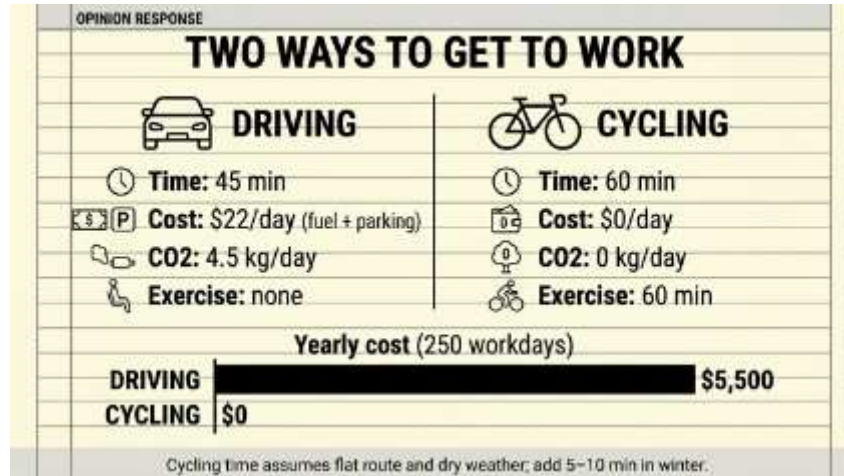 OPINION RESPONSE
TWO WAYS TO GET TO WORK
DRIVING
Time: 45 min
$ P Cost: $22/day (fuel + parking)
CO2: 4.5 kg/day
Exercise: none
CYCLING
Time: 60 min
0 Cost: $0/day
0 CO2: 0 kg/day
Exercise: 60 min
Yearly cost (250 workdays)
DRIVING $5,500
CYCLING $0
Cycling time assumes flat route and dry weather; add 5–10 min in winter.